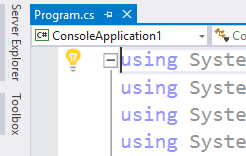 Server Explorer
Toolbox
Program.cs
C# ConsoleApplication1
using Syste
using Syste
using Syste
using Syste